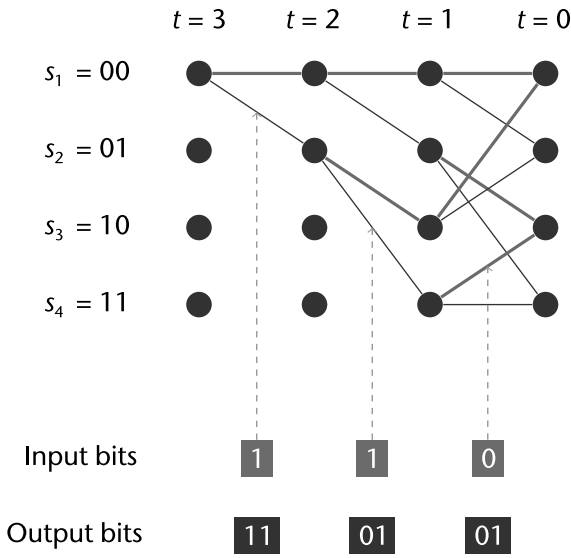 t = 3 t = 2 t = 1 t = 0
s₁ = 00
s₂ = 01
s₃ = 10
s₄ = 11
Input bits 1 1 0
Output bits 11 01 01